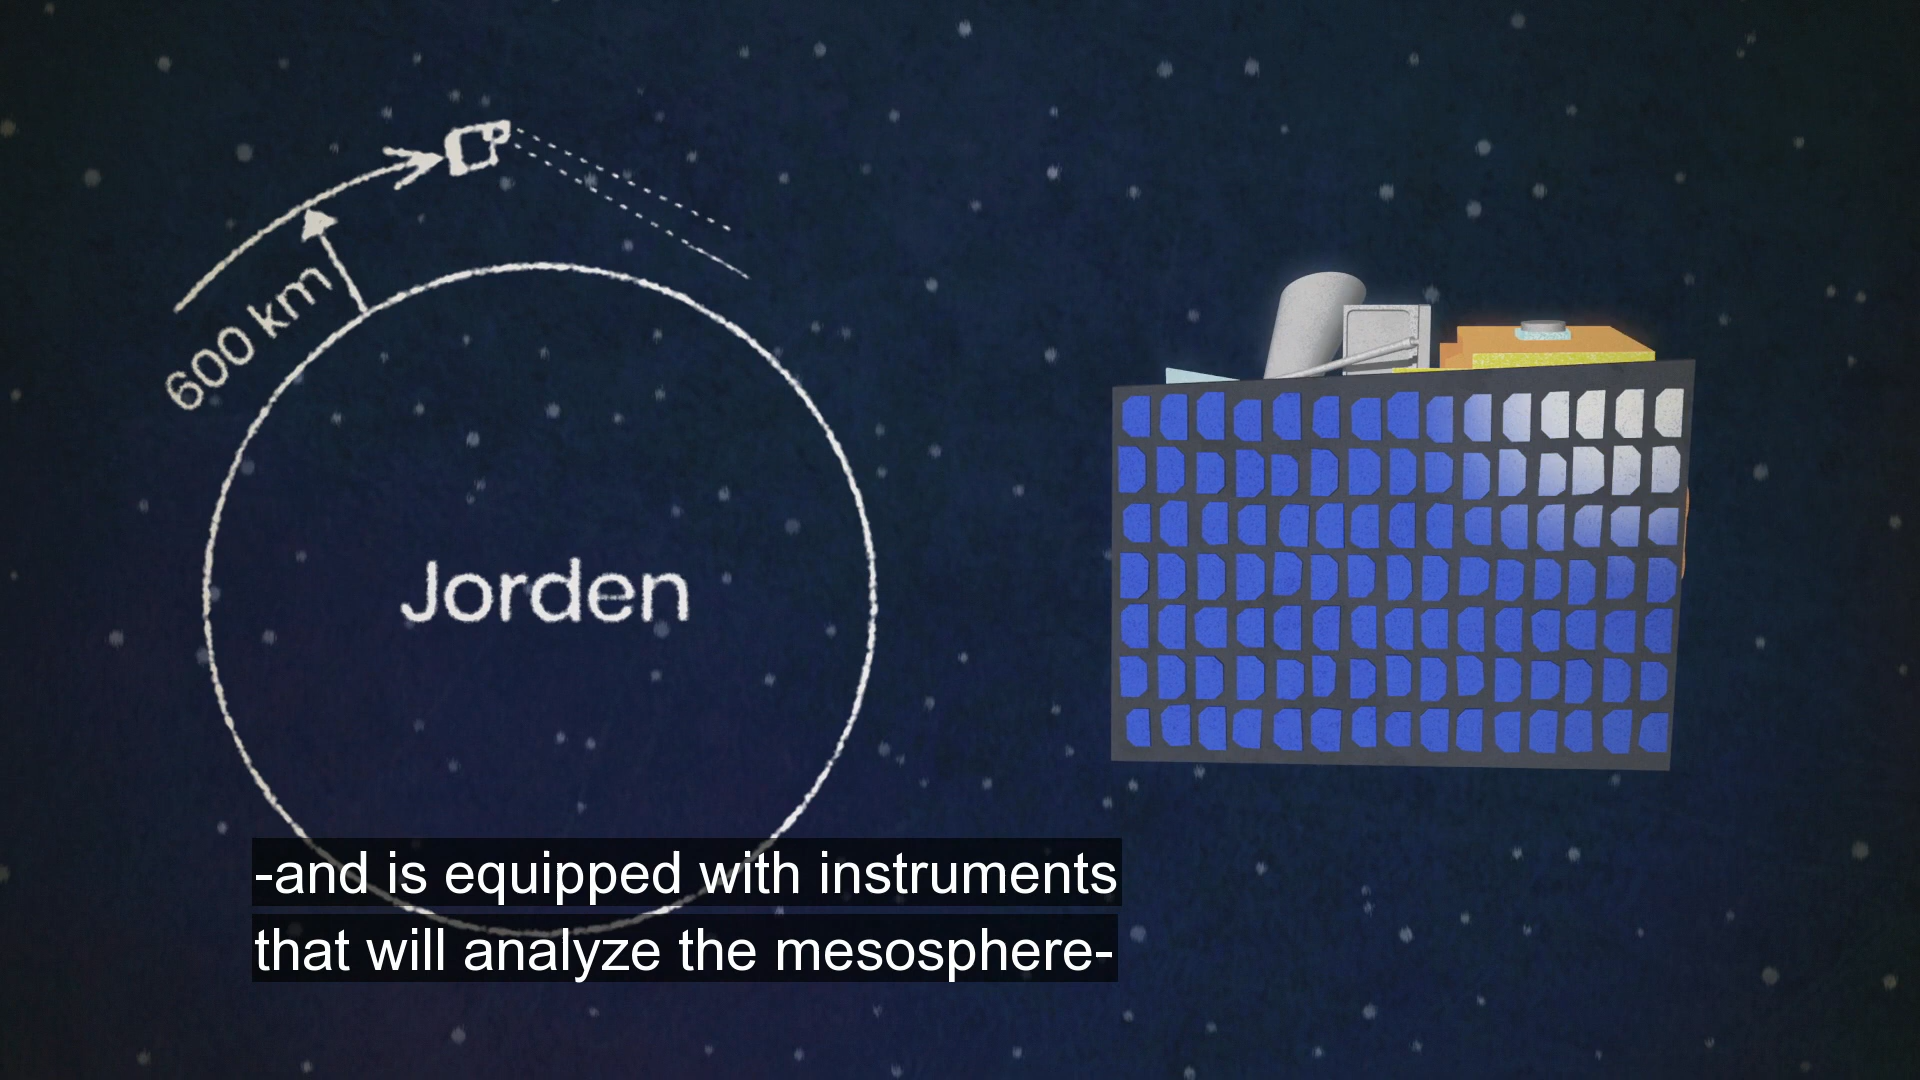 600 km
Jorden
-and is equipped with instruments
that will analyze the mesosphere-